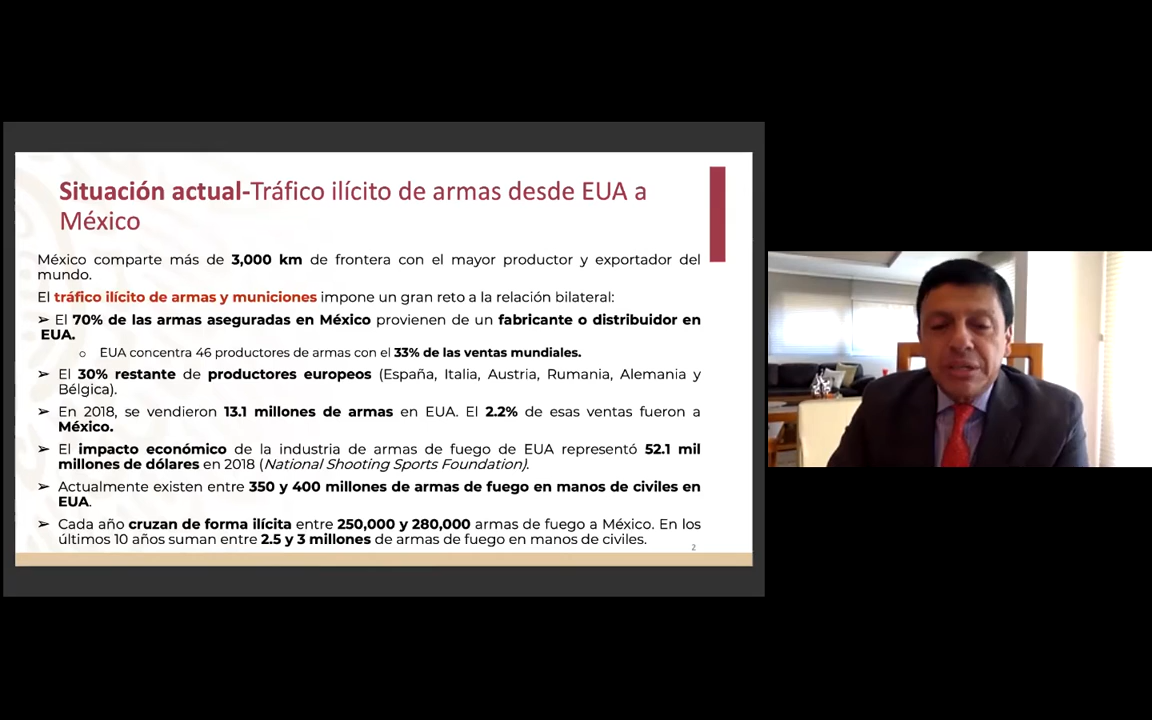 Situación actual-Tráfico ilícito de armas desde EUA a
México
México comparte más de 3,000 km de frontera con el mayor productor y exportador del
mundo.
El tráfico ilícito de armas y municiones impone un gran reto a la relación bilateral:
➢ El 70% de las armas aseguradas en México provienen de un fabricante o distribuidor en
EUA.
o EUA concentra 46 productores de armas con el 33% de las ventas mundiales.
➢ El 30% restante de productores europeos (España, Italia, Austria, Rumania, Alemania y
Bélgica).
➢ En 2018, se vendieron 13.1 millones de armas en EUA. El 2.2% de esas ventas fueron a
México.
➢ El impacto económico de la industria de armas de fuego de EUA representó 52.1 mil
millones de dólares en 2018 (National Shooting Sports Foundation).
➢ Actualmente existen entre 350 y 400 millones de armas de fuego en manos de civiles en
EUA.
➢ Cada año cruzan de forma ilícita entre 250,000 y 280,000 armas de fuego a México. En los
últimos 10 años suman entre 2.5 y 3 millones de armas de fuego en manos de civiles.
2